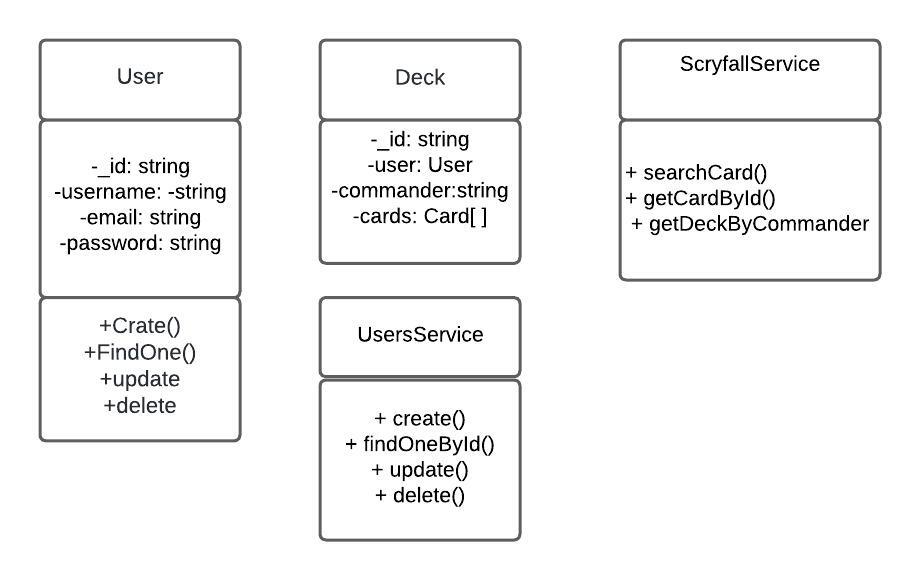 User
-_id: string
-username: -string
-email: string
-password: string
+Crate()
+FindOne()
+update
+delete
Deck
-_id: string
-user: User
-commander:string
-cards: Card[ ]
UsersService
+ create()
+ findOneById()
+ update()
+ delete()
ScryfallService
+ searchCard()
+ getCardById()
+ getDeckByCommander